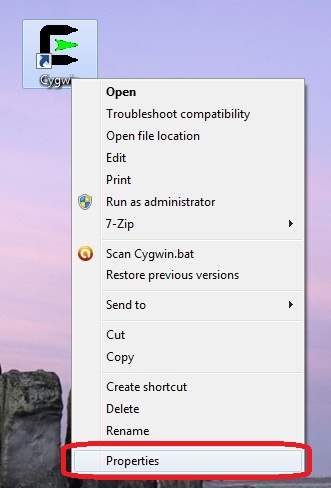 Cygwin
Open
Troubleshoot compatibility
Open file location
Edit
Print
Run as administrator
7-Zip
Scan Cygwin.bat
Restore previous versions
Send to
Cut
Copy
Create shortcut
Delete
Rename
Properties